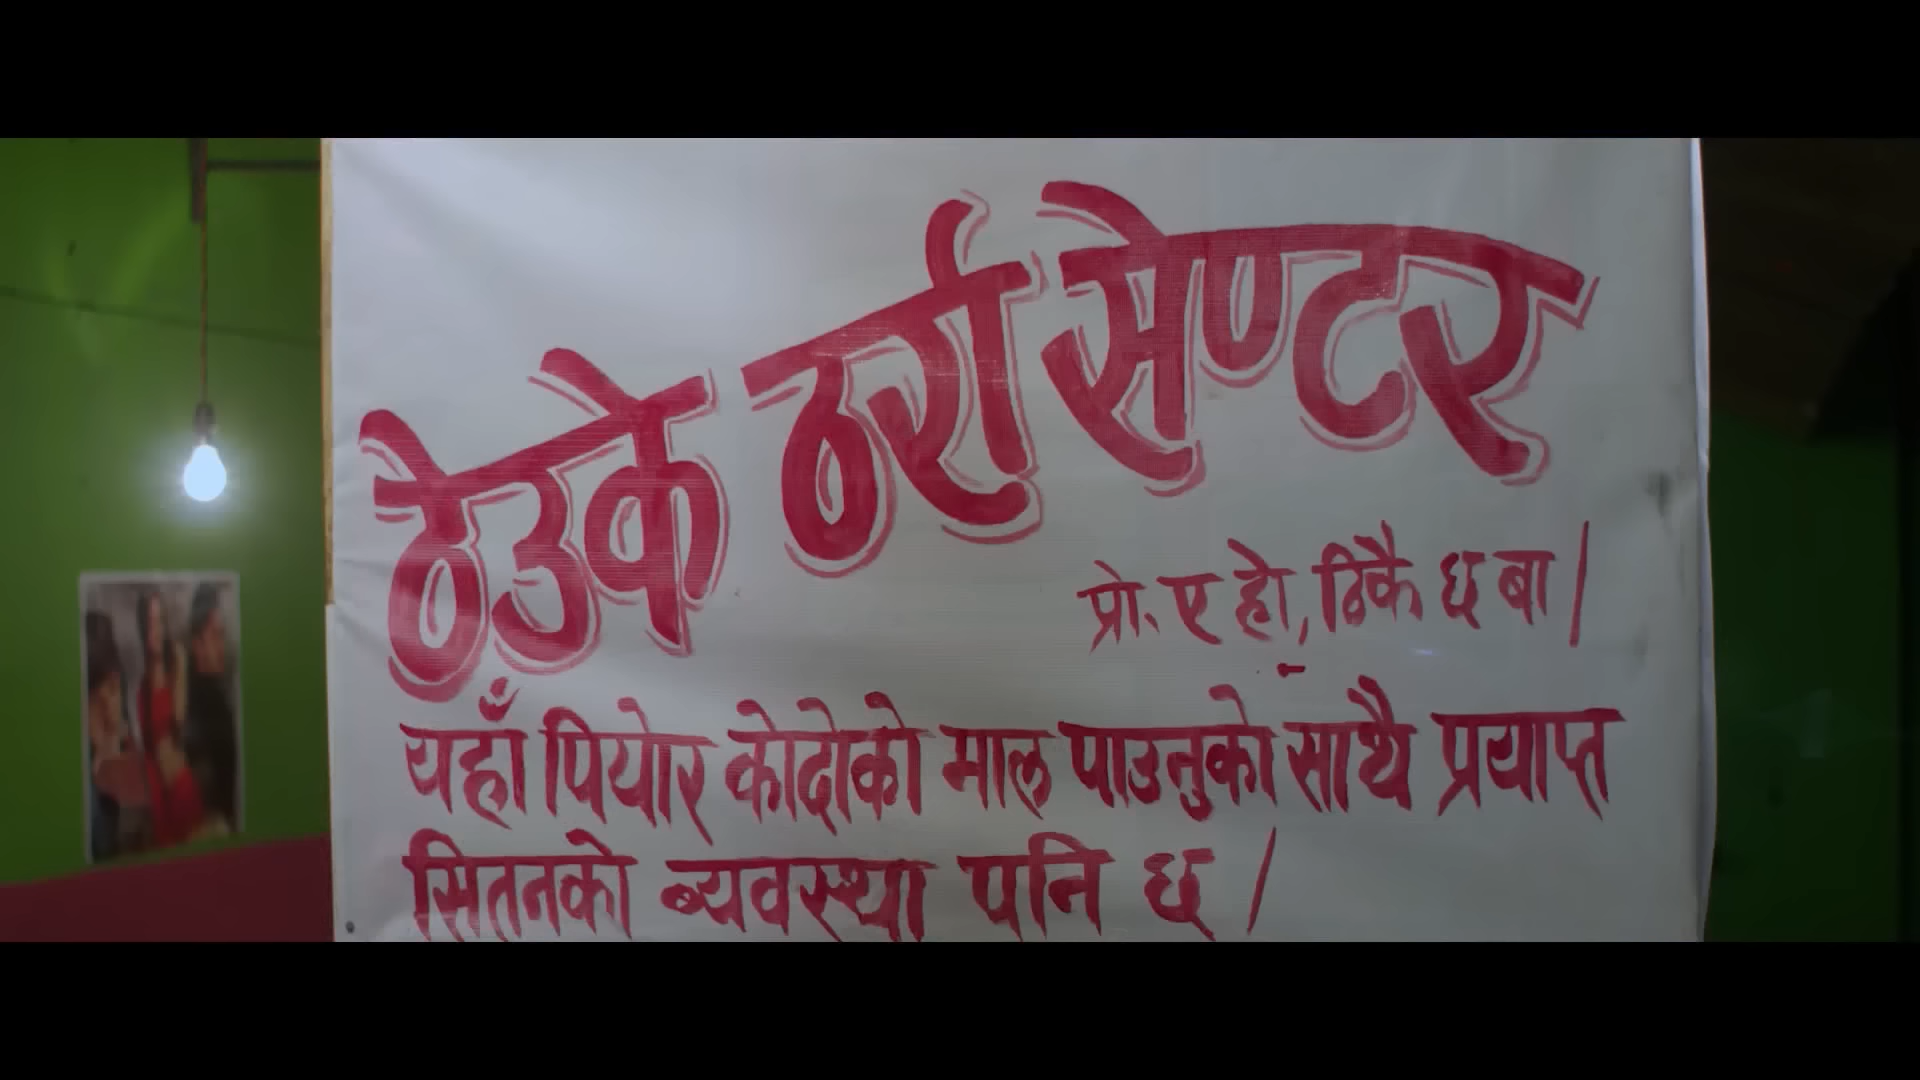 ठेउके ठर्रा सेण्टर
प्रो. ए हो, ठिकै छ बा।
यहाँ पियोर कोदोको माल पाउनुको साथै प्रयाप्त
सितनको ब्यवस्था पनि छ।